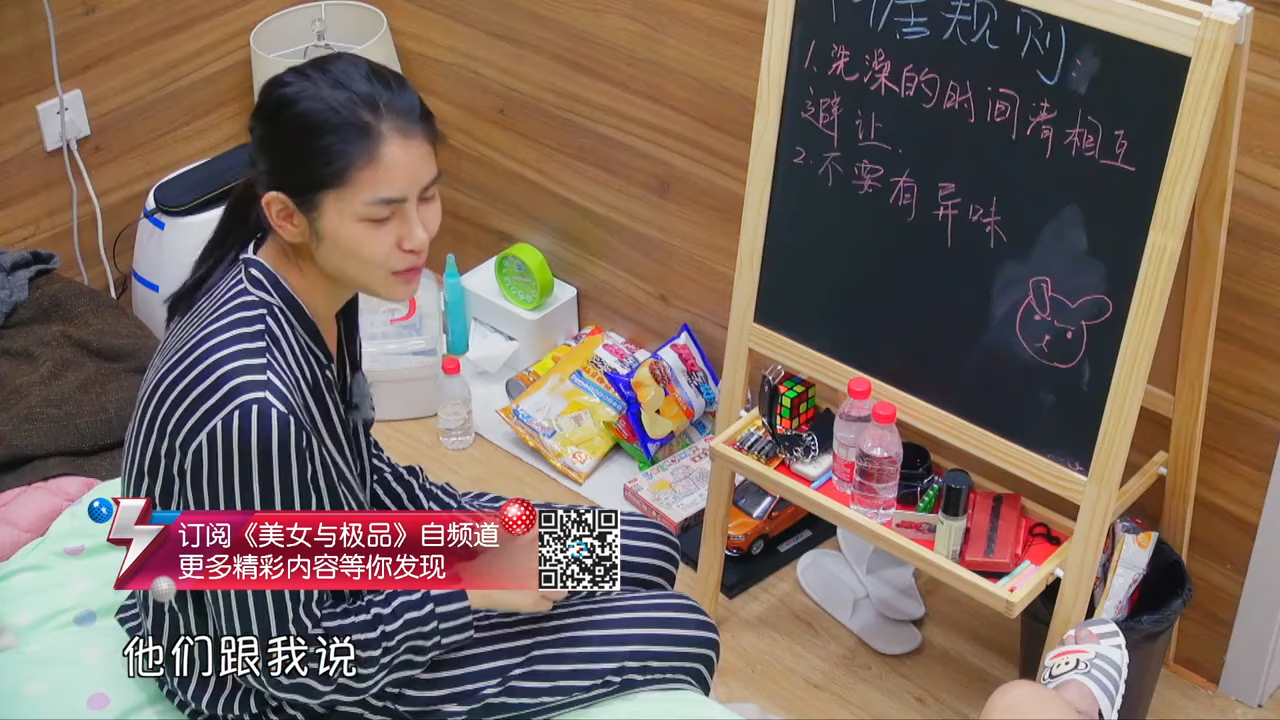 居规则:
1.洗澡的时间请相互
避让.
2.不要有异味
订阅《美女与极品》自频道
更多精彩内容等你发现
他们跟我说